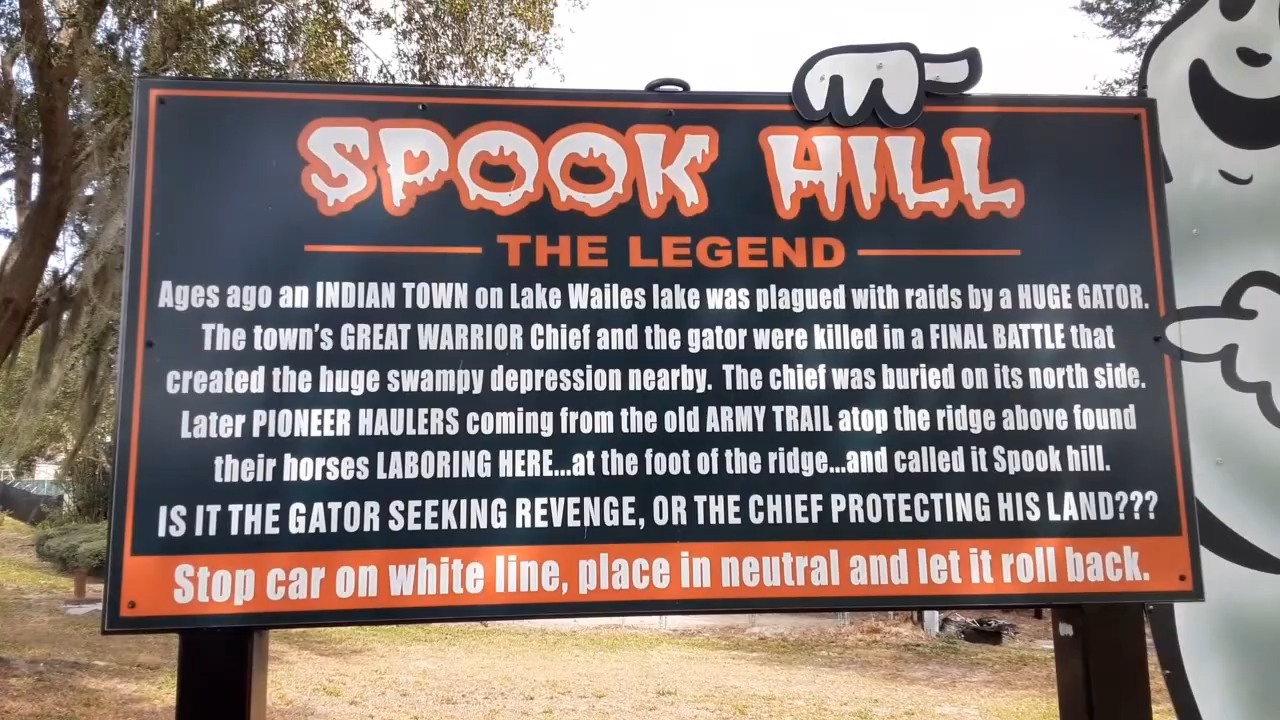 SPOOK HILL
THE LEGEND
Ages ago an INDIAN TOWN on Lake Wailes lake was plagued with raids by a HUGE GATOR.
The town's GREAT WARRIOR Chief and the gator were killed in a FINAL BATTLE that
created the huge swampy depression nearby. The chief was buried on its north side.
Later PIONEER HAULERS coming from the old ARMY TRAIL atop the ridge above found
their horses LABORING HERE...at the foot of the ridge...and called it Spook hill.
IS IT THE GATOR SEEKING REVENGE, OR THE CHIEF PROTECTING HIS LAND???
Stop car on white line, place in neutral and let it roll back.